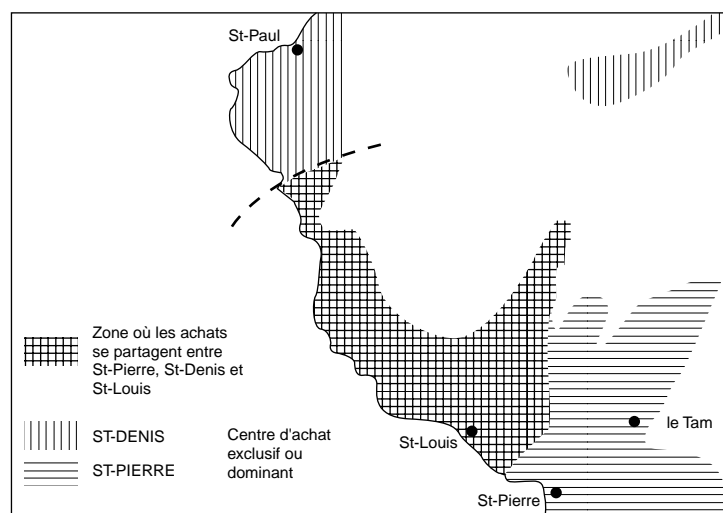 St-Paul
Zone où les achats
se partagent entre
St-Pierre, St-Denis et
St-Louis
ST-DENIS
ST-PIERRE
Centre d'achat
exclusif ou
dominant
St-Louis
le Tam
St-Pierre